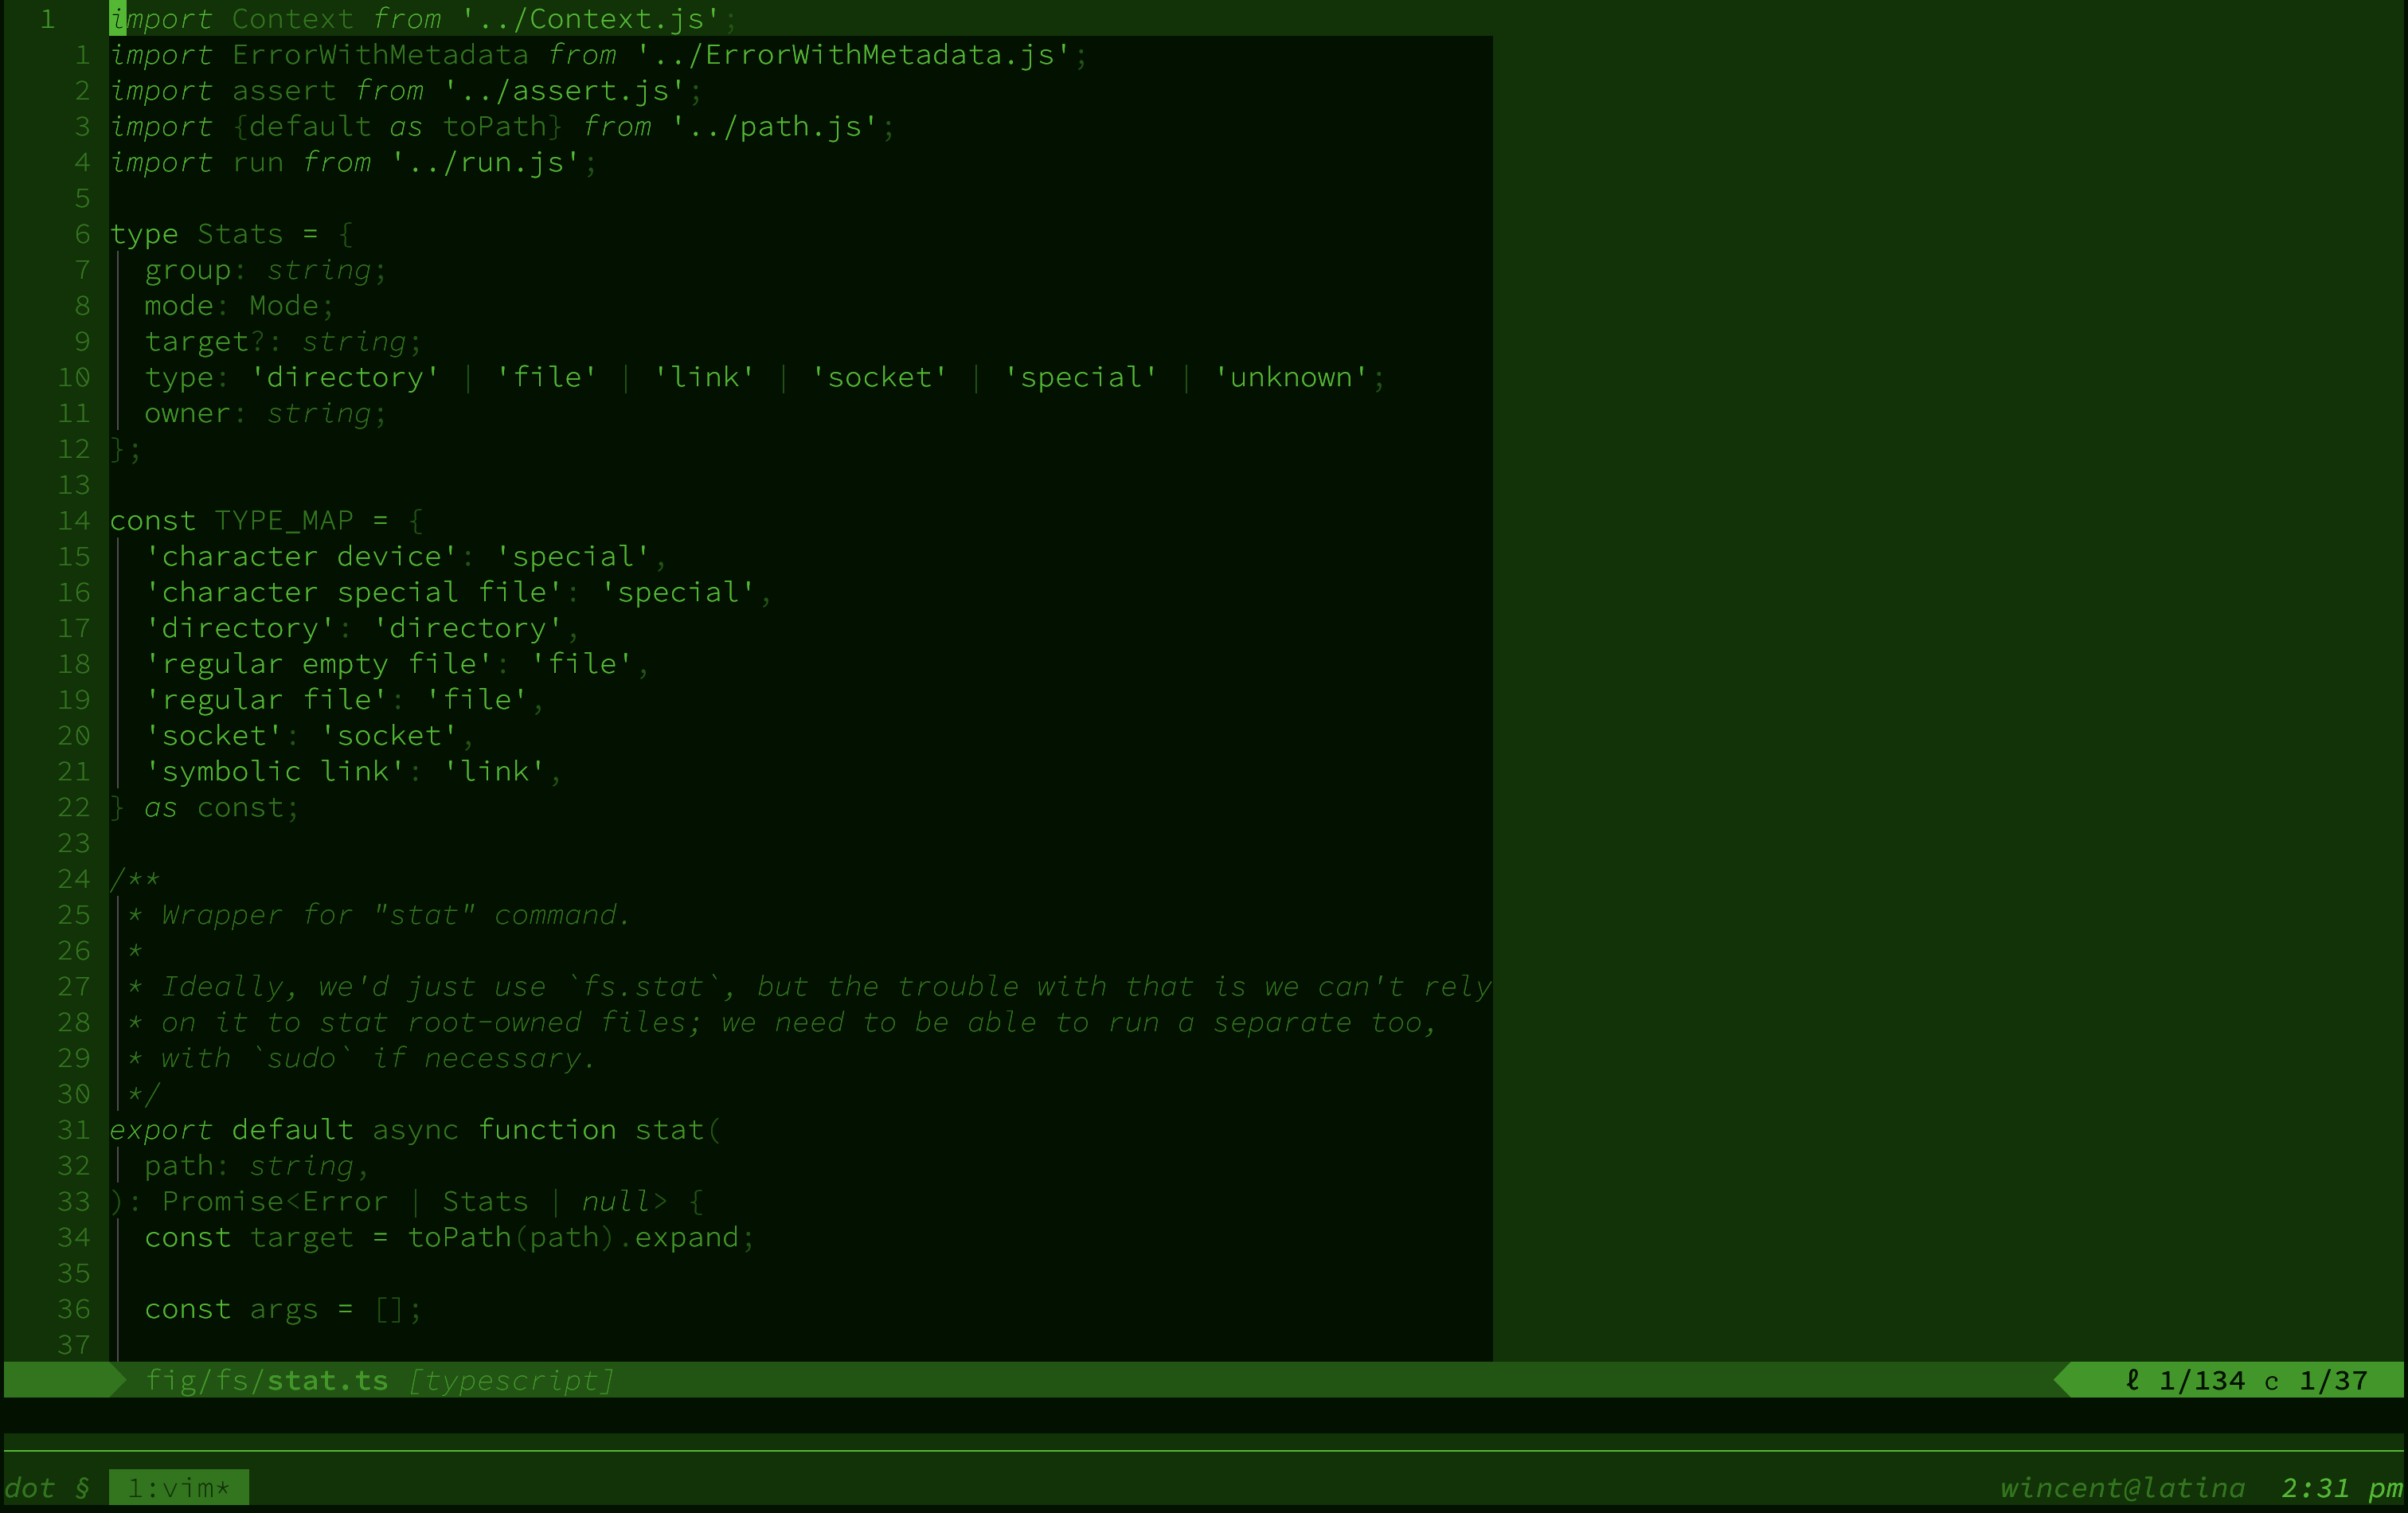 1 import Context from '../Context.js';
1 import ErrorWithMetadata from '../ErrorWithMetadata.js';
2 import assert from '../assert.js';
3 import {default as toPath} from '../path.js';
4 import run from '../run.js';
5
6 type Stats = {
7   group: string;
8   mode: Mode;
9   target?: string;
10   type: 'directory' | 'file' | 'link' | 'socket' | 'special' | 'unknown';
11   owner: string;
12 };
13
14 const TYPE_MAP = {
15   'character device': 'special',
16   'character special file': 'special',
17   'directory': 'directory',
18   'regular empty file': 'file',
19   'regular file': 'file',
20   'socket': 'socket',
21   'symbolic link': 'link',
22 } as const;
23
24 /**
25  * Wrapper for "stat" command.
26  *
27  * Ideally, we'd just use `fs.stat`, but the trouble with that is we can't rely
28  * on it to stat root-owned files; we need to be able to run a separate too,
29  * with `sudo` if necessary.
30  */
31 export default async function stat(
32   path: string,
33 ): Promise<Error | Stats | null> {
34   const target = toPath(path).expand;
35
36   const args = [];
37
fig/fs/stat.ts [typescript] ℓ 1/134 c 1/37
dot § 1:vim* wincent@latina 2:31 pm